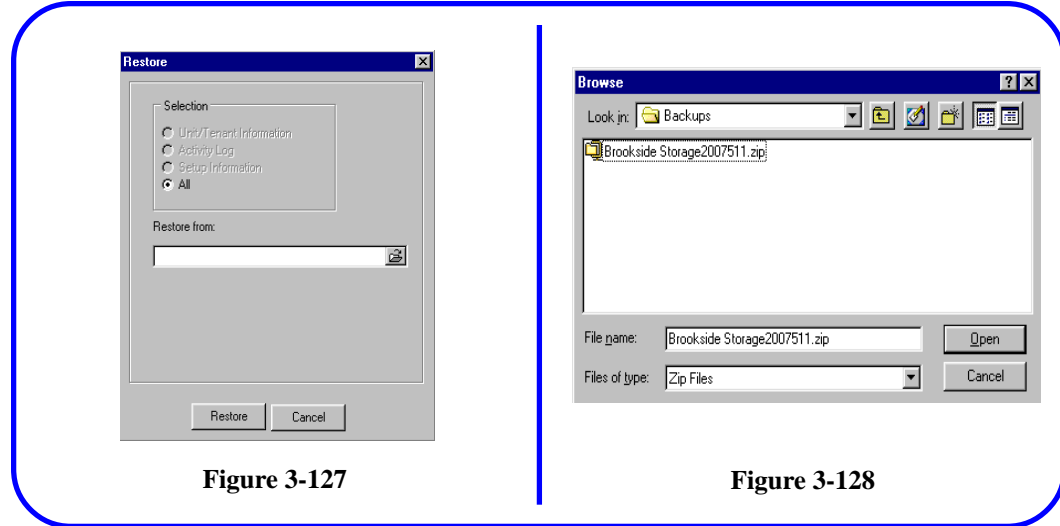 Restore
Selection
Unit/Tenant Information
Activity Log
Setup Information
All
Restore from:
Restore
Cancel
Figure 3-127
Browse
Look in:
Backups
Brookside Storage2007511.zip
File name:
Brookside Storage2007511.zip
Open
Files of type:
Zip Files
Cancel
Figure 3-128